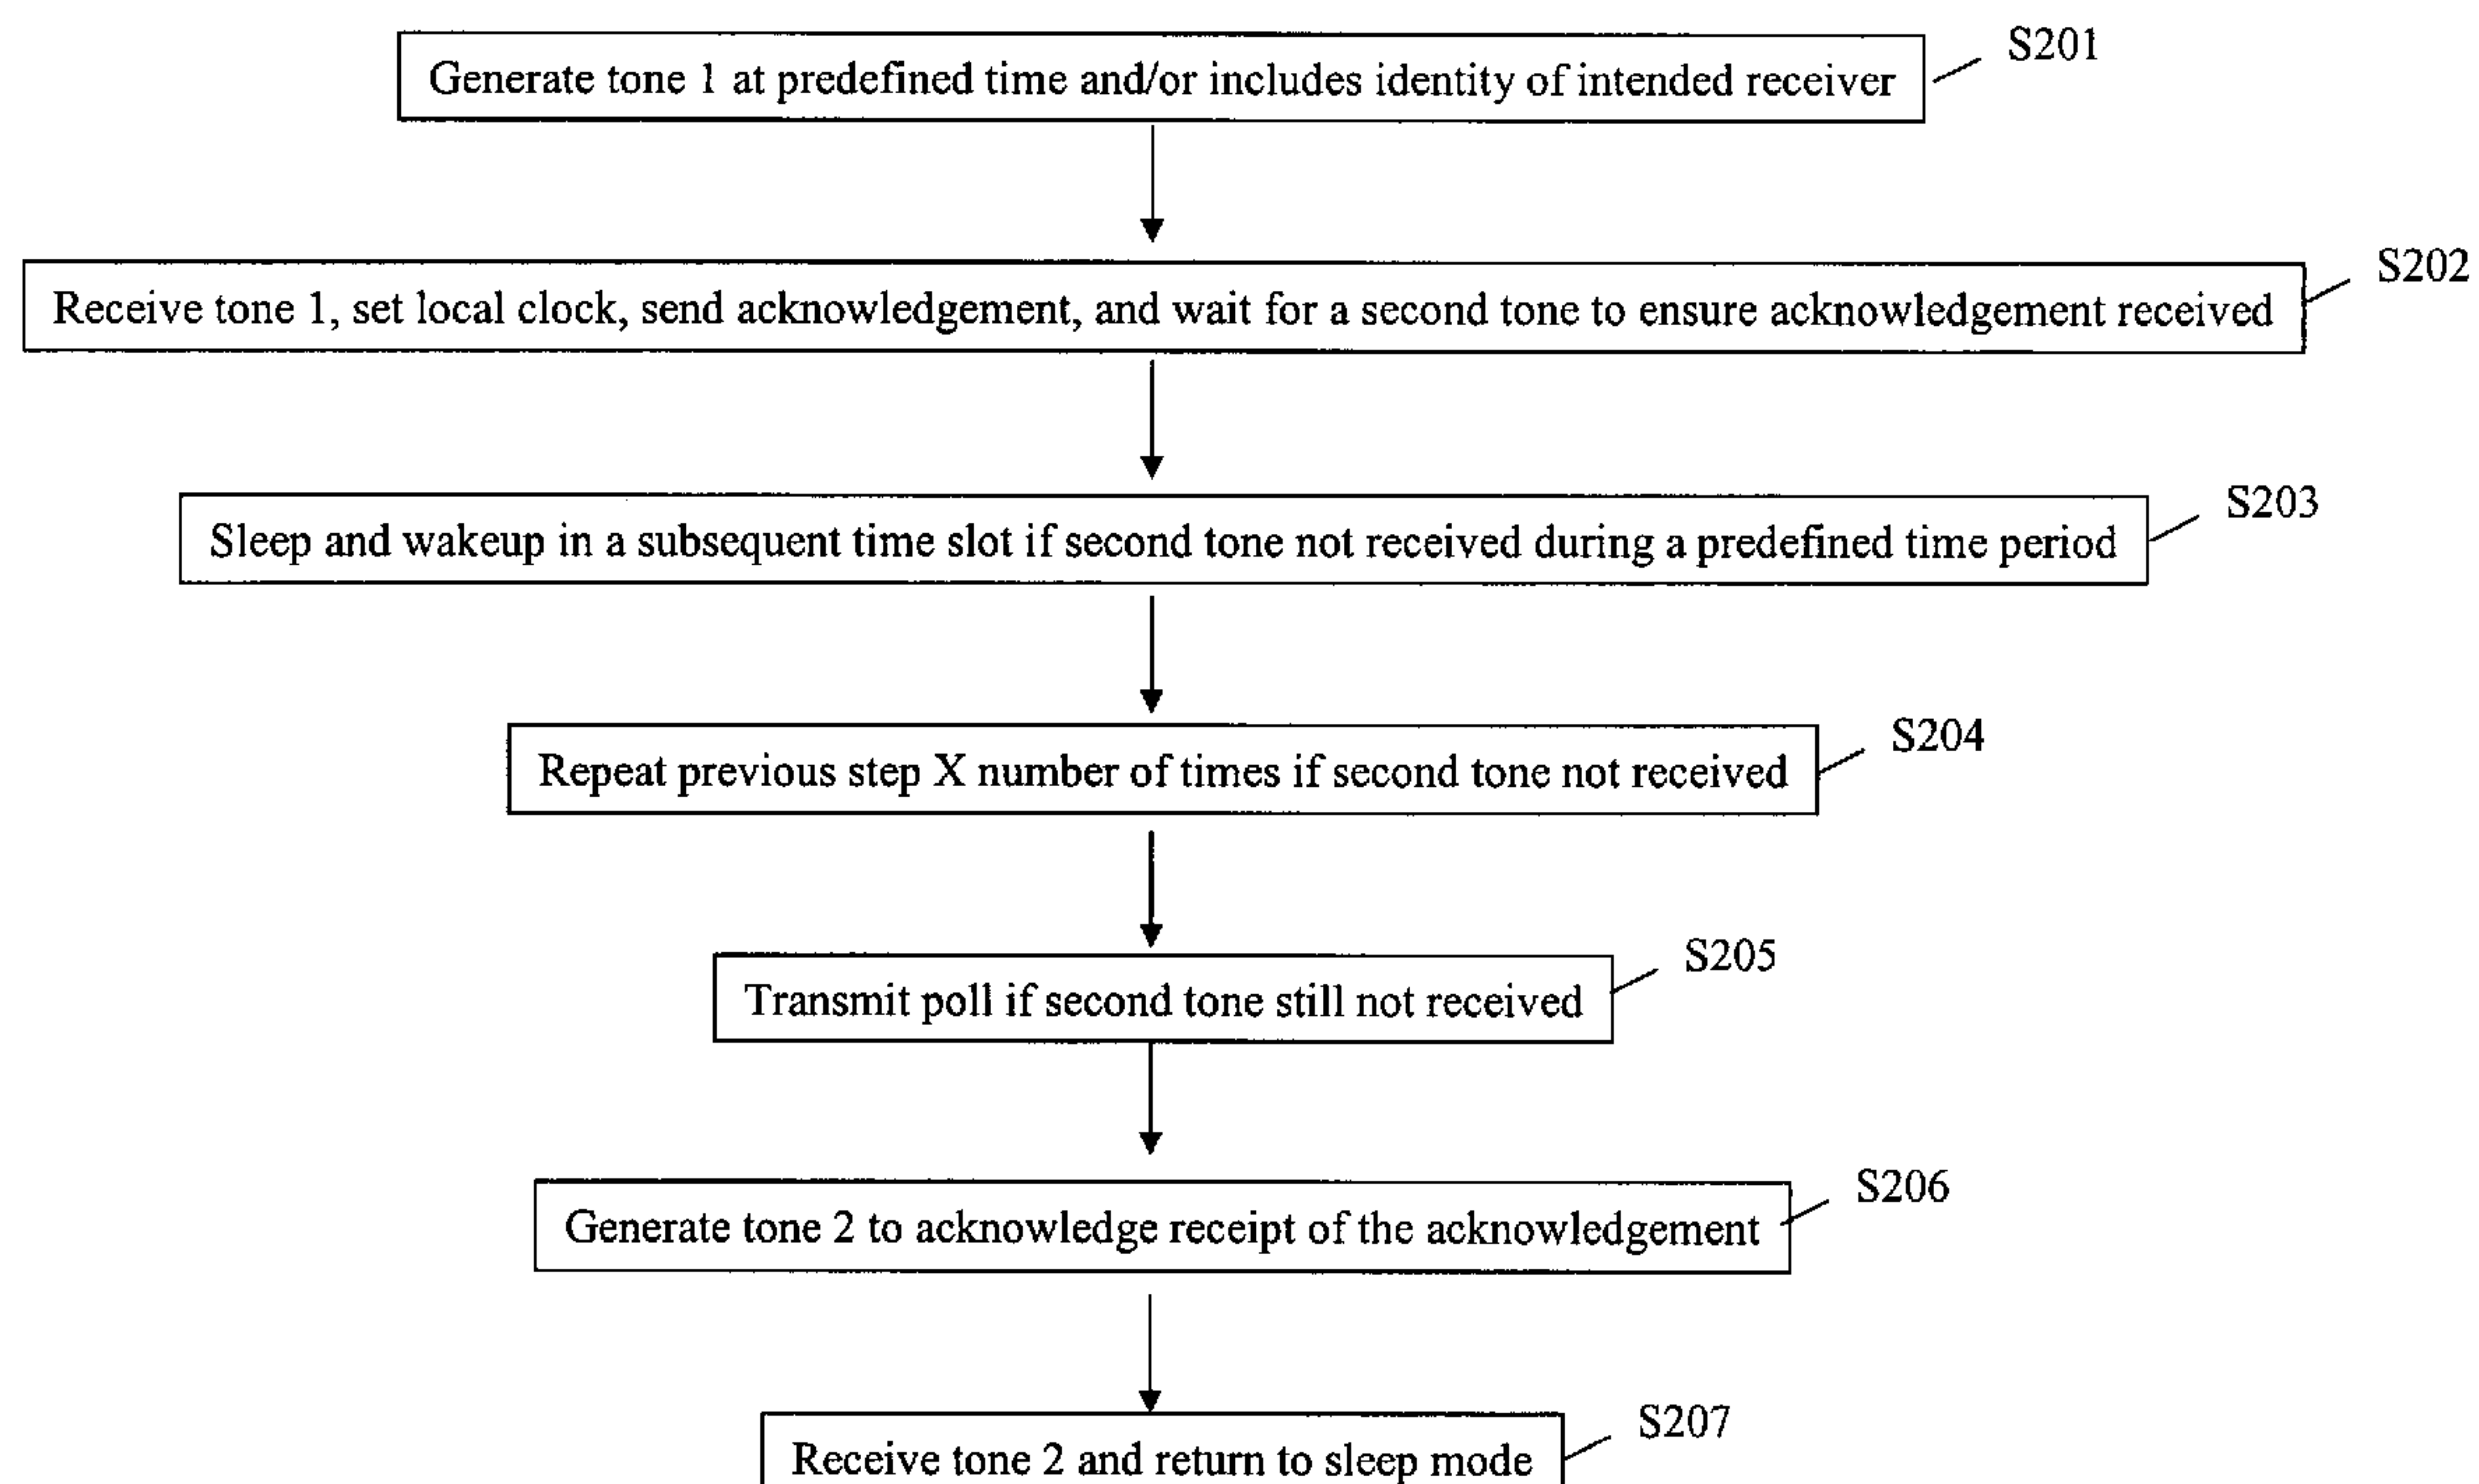 Generate tone 1 at predefined time and/or includes identity of intended receiver
S201
Receive tone 1, set local clock, send acknowledgement, and wait for a second tone to ensure acknowledgement received
S202
Sleep and wakeup in a subsequent time slot if second tone not received during a predefined time period
S203
Repeat previous step X number of times if second tone not received
S204
Transmit poll if second tone still not received
S205
Generate tone 2 to acknowledge receipt of the acknowledgement
S206
Receive tone 2 and return to sleep mode
S207